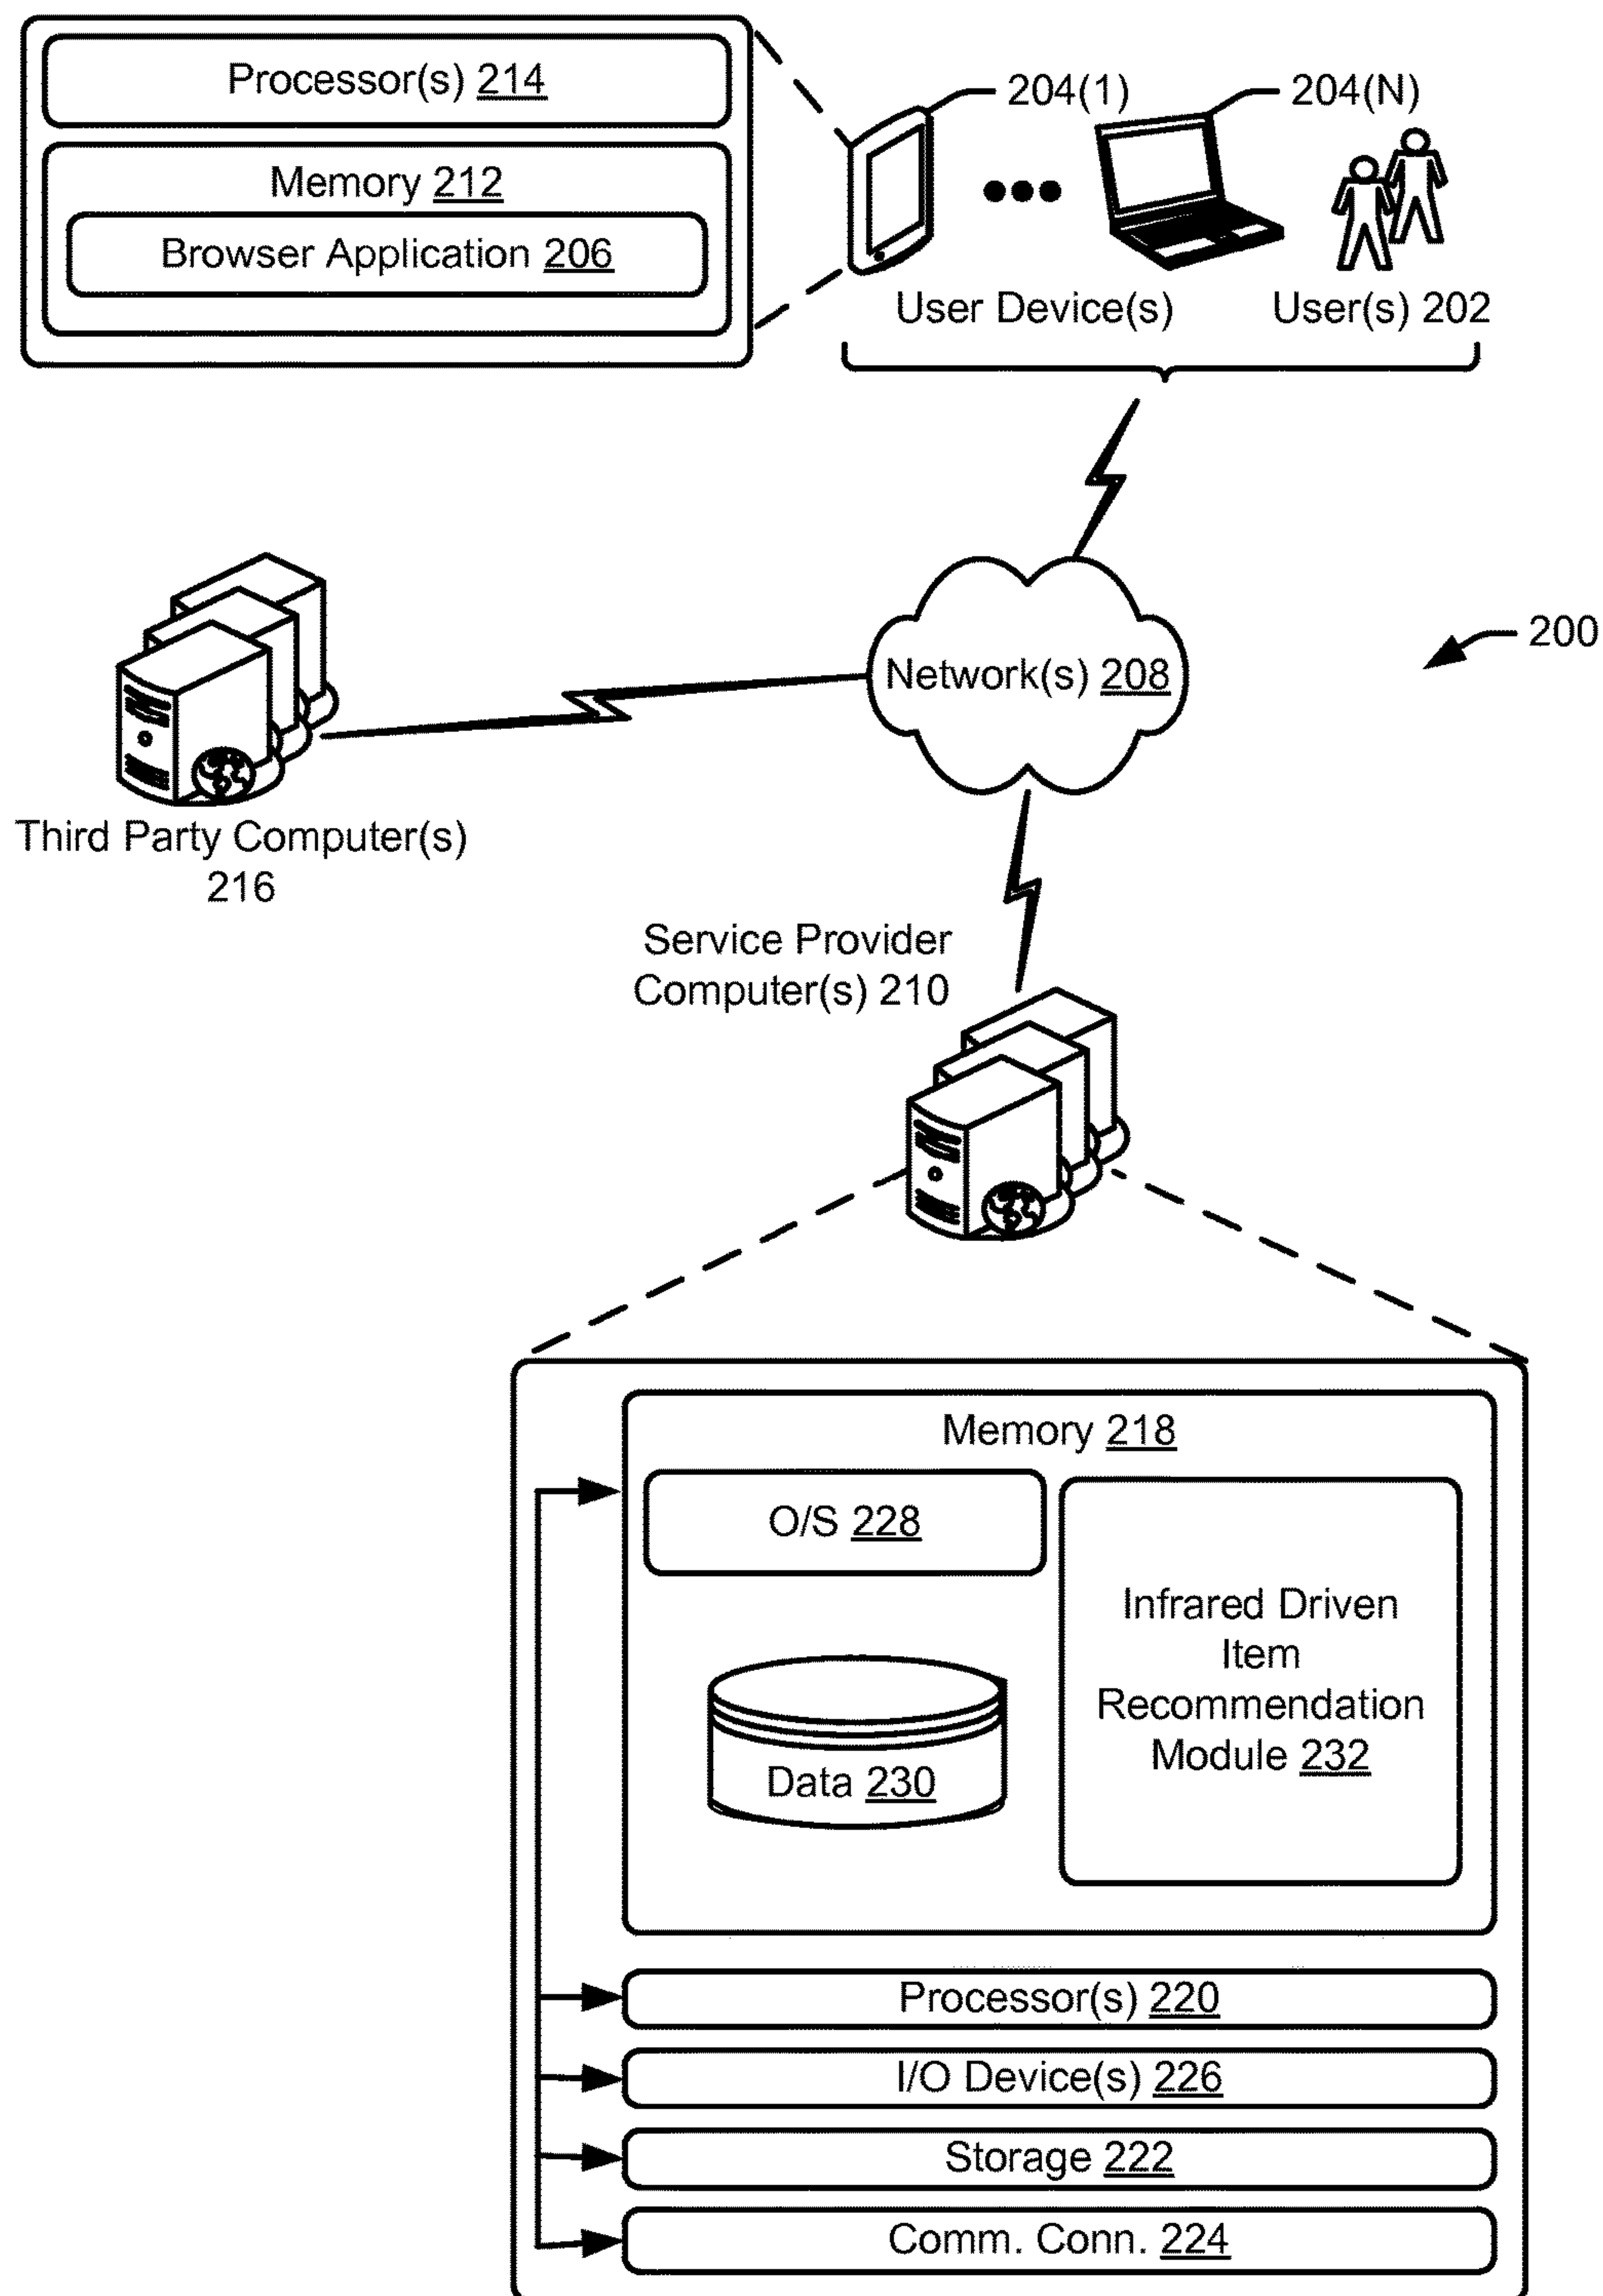 Processor(s) 214
Memory 212
Browser Application 206
204(1)
204(N)
User Device(s)
User(s) 202
200
Network(s) 208
Third Party Computer(s)
216
Service Provider
Computer(s) 210
Memory 218
O/S 228
Data 230
Infrared Driven
Item
Recommendation
Module 232
Processor(s) 220
I/O Device(s) 226
Storage 222
Comm. Conn. 224